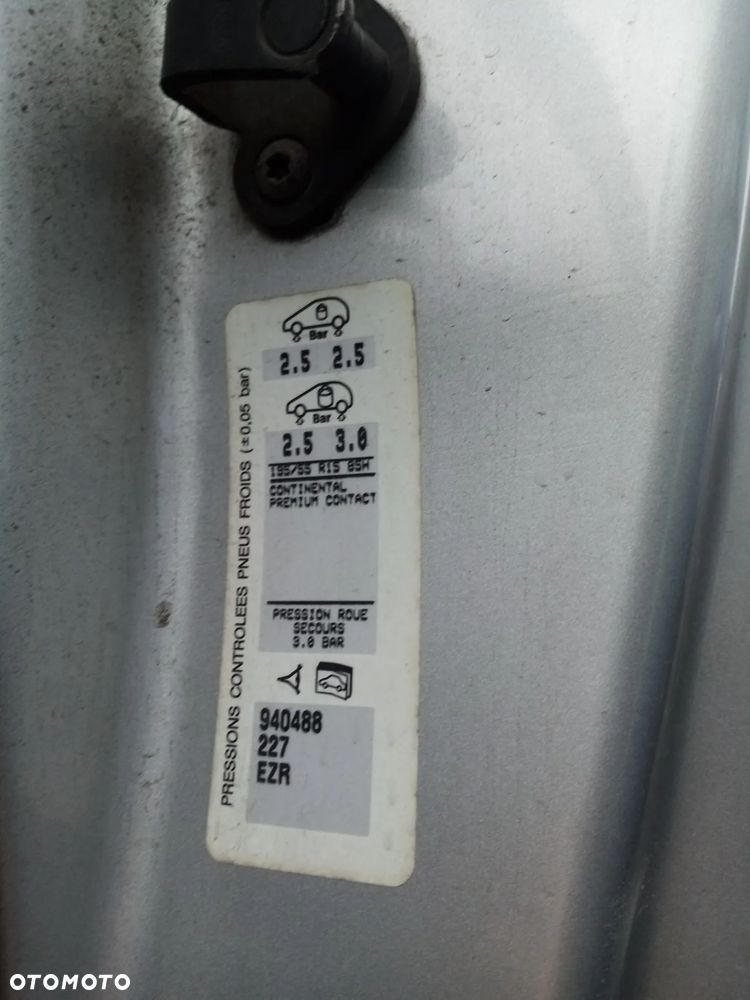 Bar
2.5 2.5
Bar
2.5 3.0
195/55 R15 85W
CONTINENTAL
PREMIUM CONTACT
PRESSION ROUE
SECOURS
3.0 BAR
940488
227
EZR
PRESSIONS CONTROLEES PNEUS FROIDS (±0,05 bar)
OTOMOTO